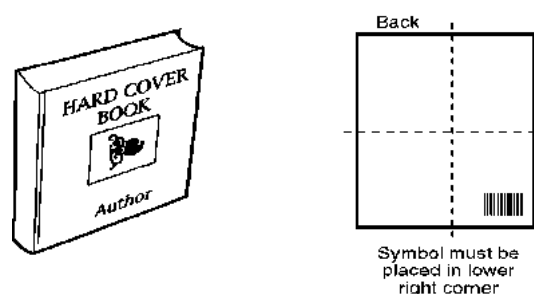 HARD COVER
BOOK
Author
Back
Symbol must be
placed in lower
right corner